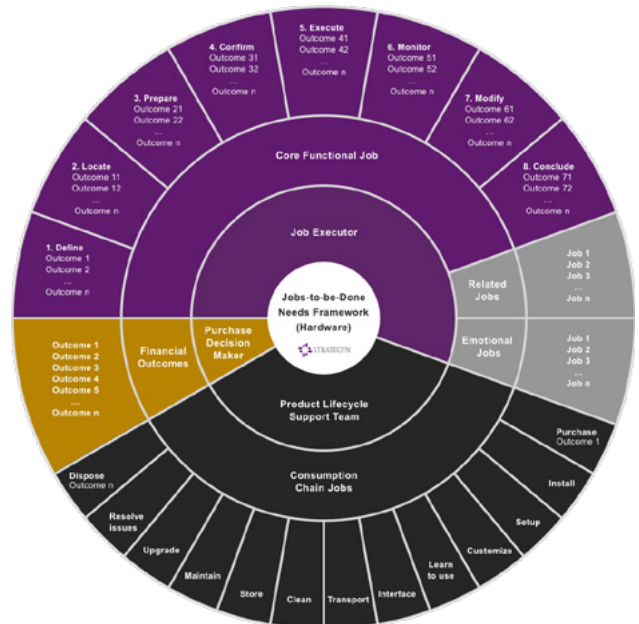 5. Execute
Outcome 41
Outcome 42
...
Outcome n
4. Confirm
Outcome 31
Outcome 32
...
Outcome n
6. Monitor
Outcome 51
Outcome 52
...
Outcome n
3. Prepare
Outcome 21
Outcome 22
...
Outcome n
7. Modify
Outcome 61
Outcome 62
...
Outcome n
2. Locate
Outcome 11
Outcome 12
...
Outcome n
8. Conclude
Outcome 71
Outcome 72
...
Outcome n
1. Define
Outcome 1
Outcome 2
...
Outcome n
Core Functional Job
Job Executor
Jobs-to-be-Done
Needs Framework
(Hardware)
STRATEGYN
Related
Jobs
Job 1
Job 2
Job 3
...
Job n
Emotional
Jobs
Job 1
Job 2
Job 3
...
Job n
Outcome 1
Outcome 2
Outcome 3
Outcome 4
Outcome 5
...
Outcome n
Financial
Outcomes
Purchase
Decision
Maker
Product Lifecycle
Support Team
Consumption
Chain Jobs
Dispose
Outcome n
Resolve
issues
Upgrade
Maintain
Store
Clean
Transport
Interface
Learn
to use
Customize
Setup
Install
Purchase
Outcome 1